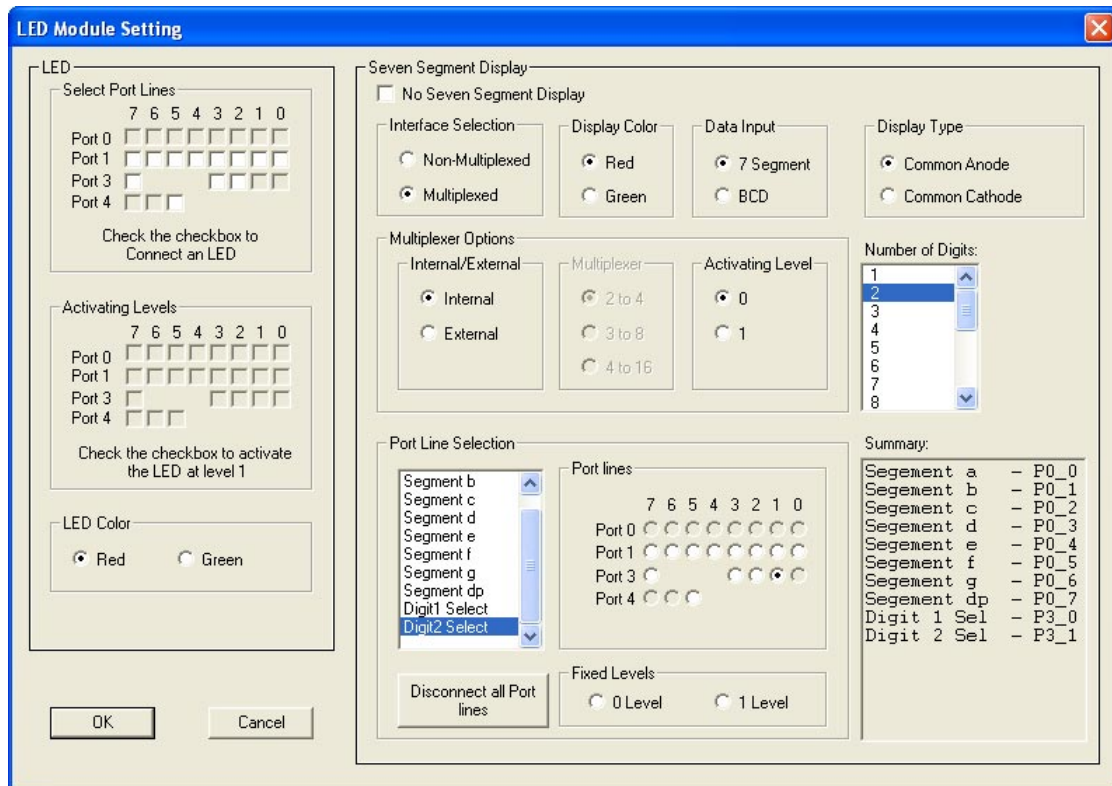 LED Module Setting
LED
Select Port Lines
7 6 5 4 3 2 1 0
Port 0
Port 1
Port 3
Port 4
Check the checkbox to
Connect an LED
Activating Levels
7 6 5 4 3 2 1 0
Port 0
Port 1
Port 3
Port 4
Check the checkbox to activate
the LED at level 1
LED Color
Red Green
OK Cancel
Seven Segment Display
No Seven Segment Display
Interface Selection
Non-Multiplexed
Multiplexed
Display Color
Red
Green
Data Input
7 Segment
BCD
Display Type
Common Anode
Common Cathode
Multiplexer Options
Internal/External
Internal
External
Multiplexer
2 to 4
3 to 8
4 to 16
Activating Level
0
1
Number of Digits:
1
2
3
4
5
6
7
8
Port Line Selection
Segment b
Segment c
Segment d
Segment e
Segment f
Segment g
Segment dp
Digit1 Select
Digit2 Select
Disconnect all Port
lines
Port lines
7 6 5 4 3 2 1 0
Port 0
Port 1
Port 3
Port 4
Fixed Levels
0 Level 1 Level
Summary:
Segement a - P0_0
Segement b - P0_1
Segement c - P0_2
Segement d - P0_3
Segement e - P0_4
Segement f - P0_5
Segement g - P0_6
Segement dp - P0_7
Digit 1 Sel - P3_0
Digit 2 Sel - P3_1